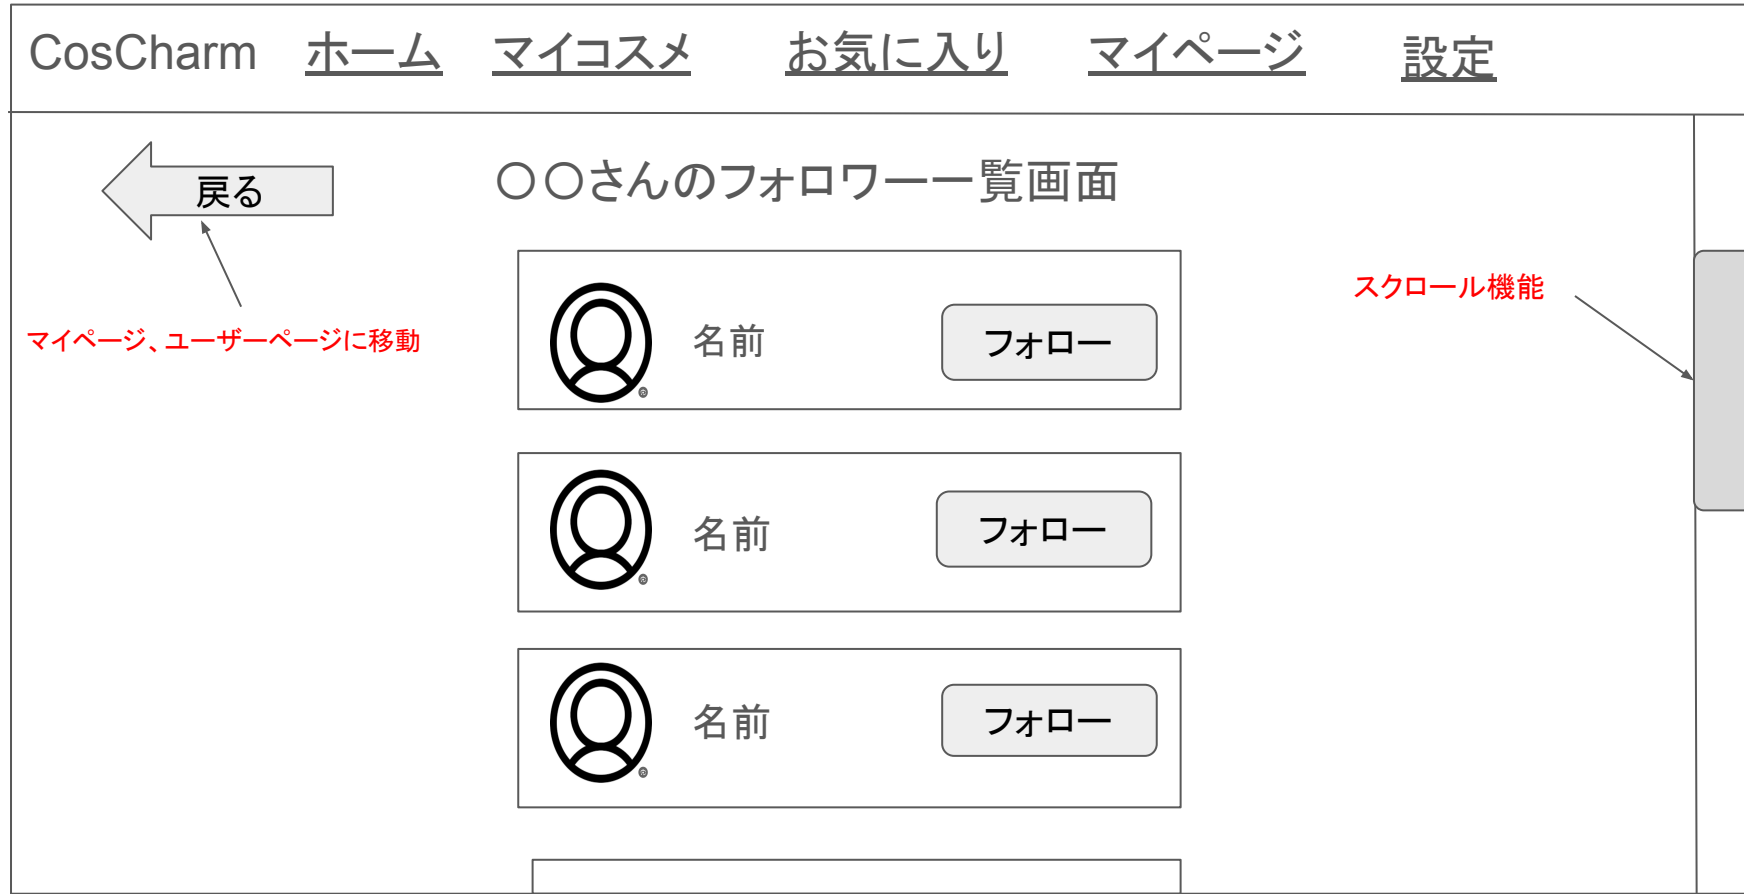 CosCharm ホーム マイコスメ お気に入り マイページ 設定
戻る
〇〇さんのフォロワー一覧画面
マイページ、ユーザーページに移動
スクロール機能
名前 フォロー
名前 フォロー
名前 フォロー